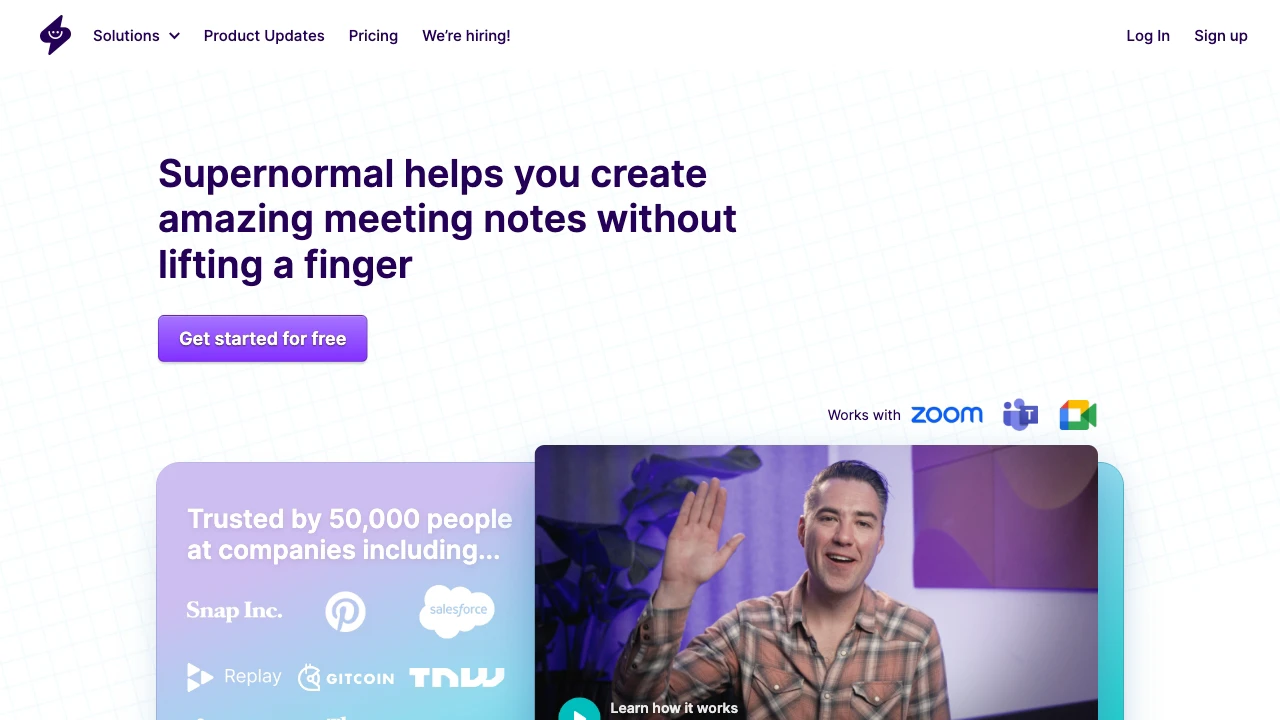 Solutions
Product Updates
Pricing
We're hiring!
Log In
Sign up
Supernormal helps you create
amazing meeting notes without
lifting a finger
Get started for free
Works with
zoom
T
Trusted by 50,000 people
at companies including...
Snap Inc.
salesforce
Replay
GITCOIN
TNW
Learn how it works